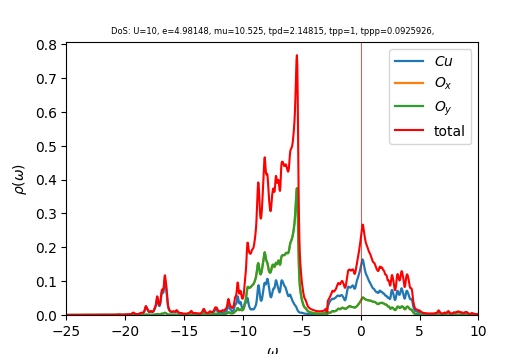 DoS: U=10, e=4.98148, mu=10.525, tpd=2.14815, tpp=1, tppp=0.0925926,
ρ(ω)
0.8
0.7
0.6
0.5
0.4
0.3
0.2
0.1
0.0
Cu
Oₓ
O_y
total
−25 −20 −15 −10 −5 0 5 10
ω